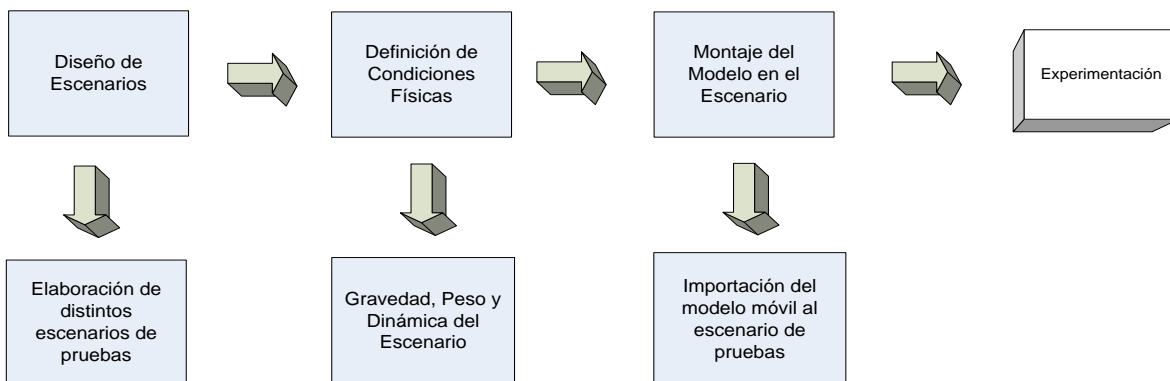 Diseño de
Escenarios
Definición de
Condiciones
Físicas
Montaje del
Modelo en el
Escenario
Experimentación
Elaboración de
distintos
escenarios de
pruebas
Gravedad, Peso y
Dinámica del
Escenario
Importación del
modelo móvil al
escenario de
pruebas